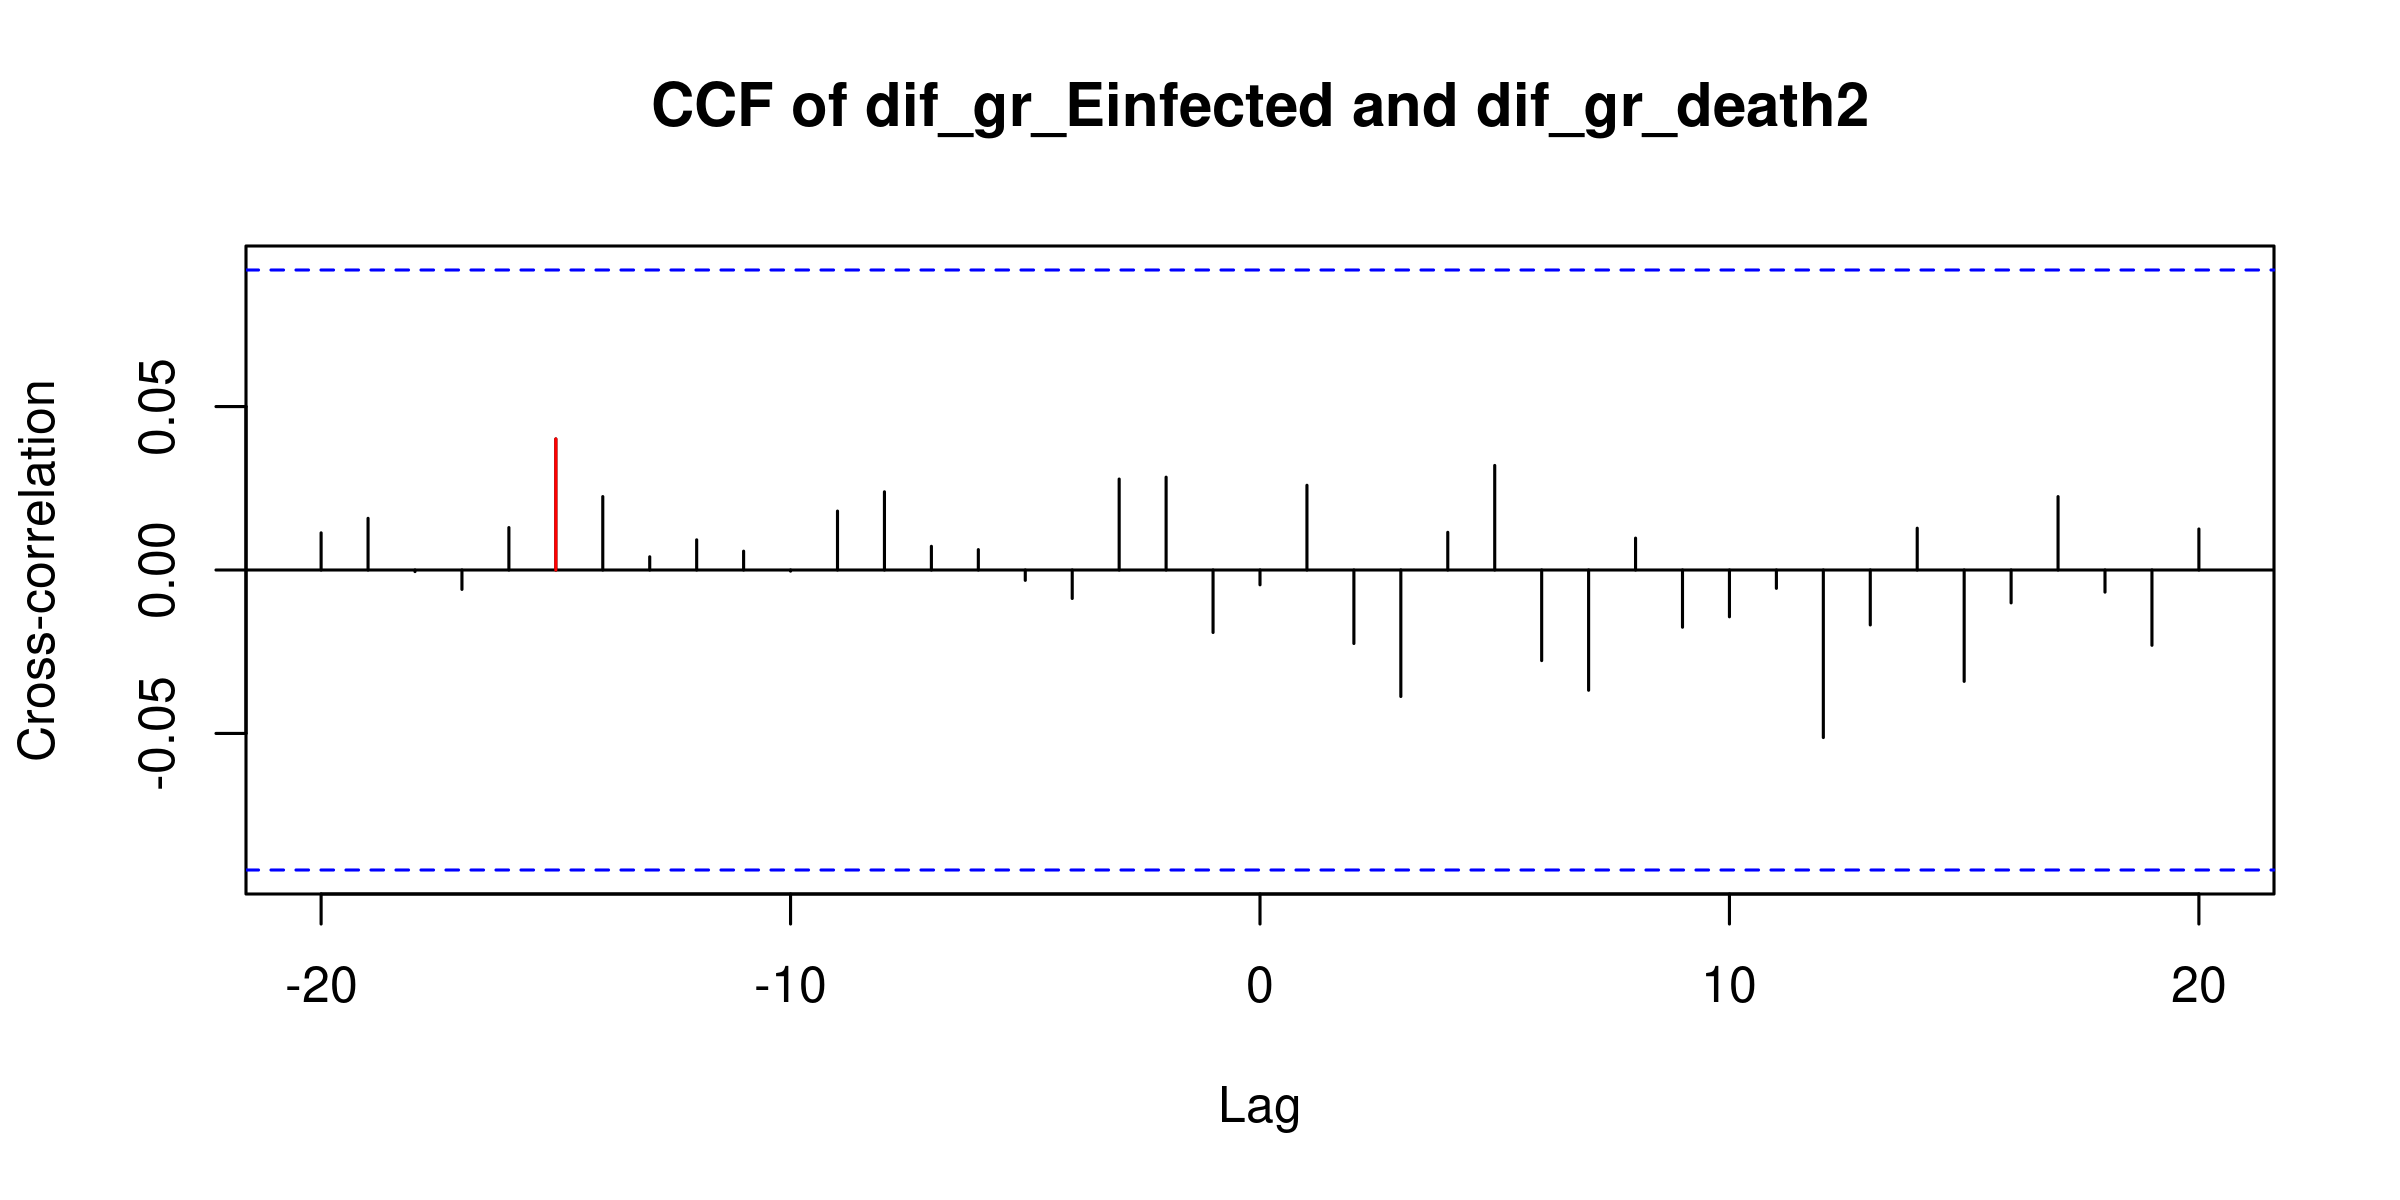 CCF of dif_gr_Einfected and dif_gr_death2
Cross-correlation
0.05
0.00
-0.05
-20
-10
0
10
20
Lag